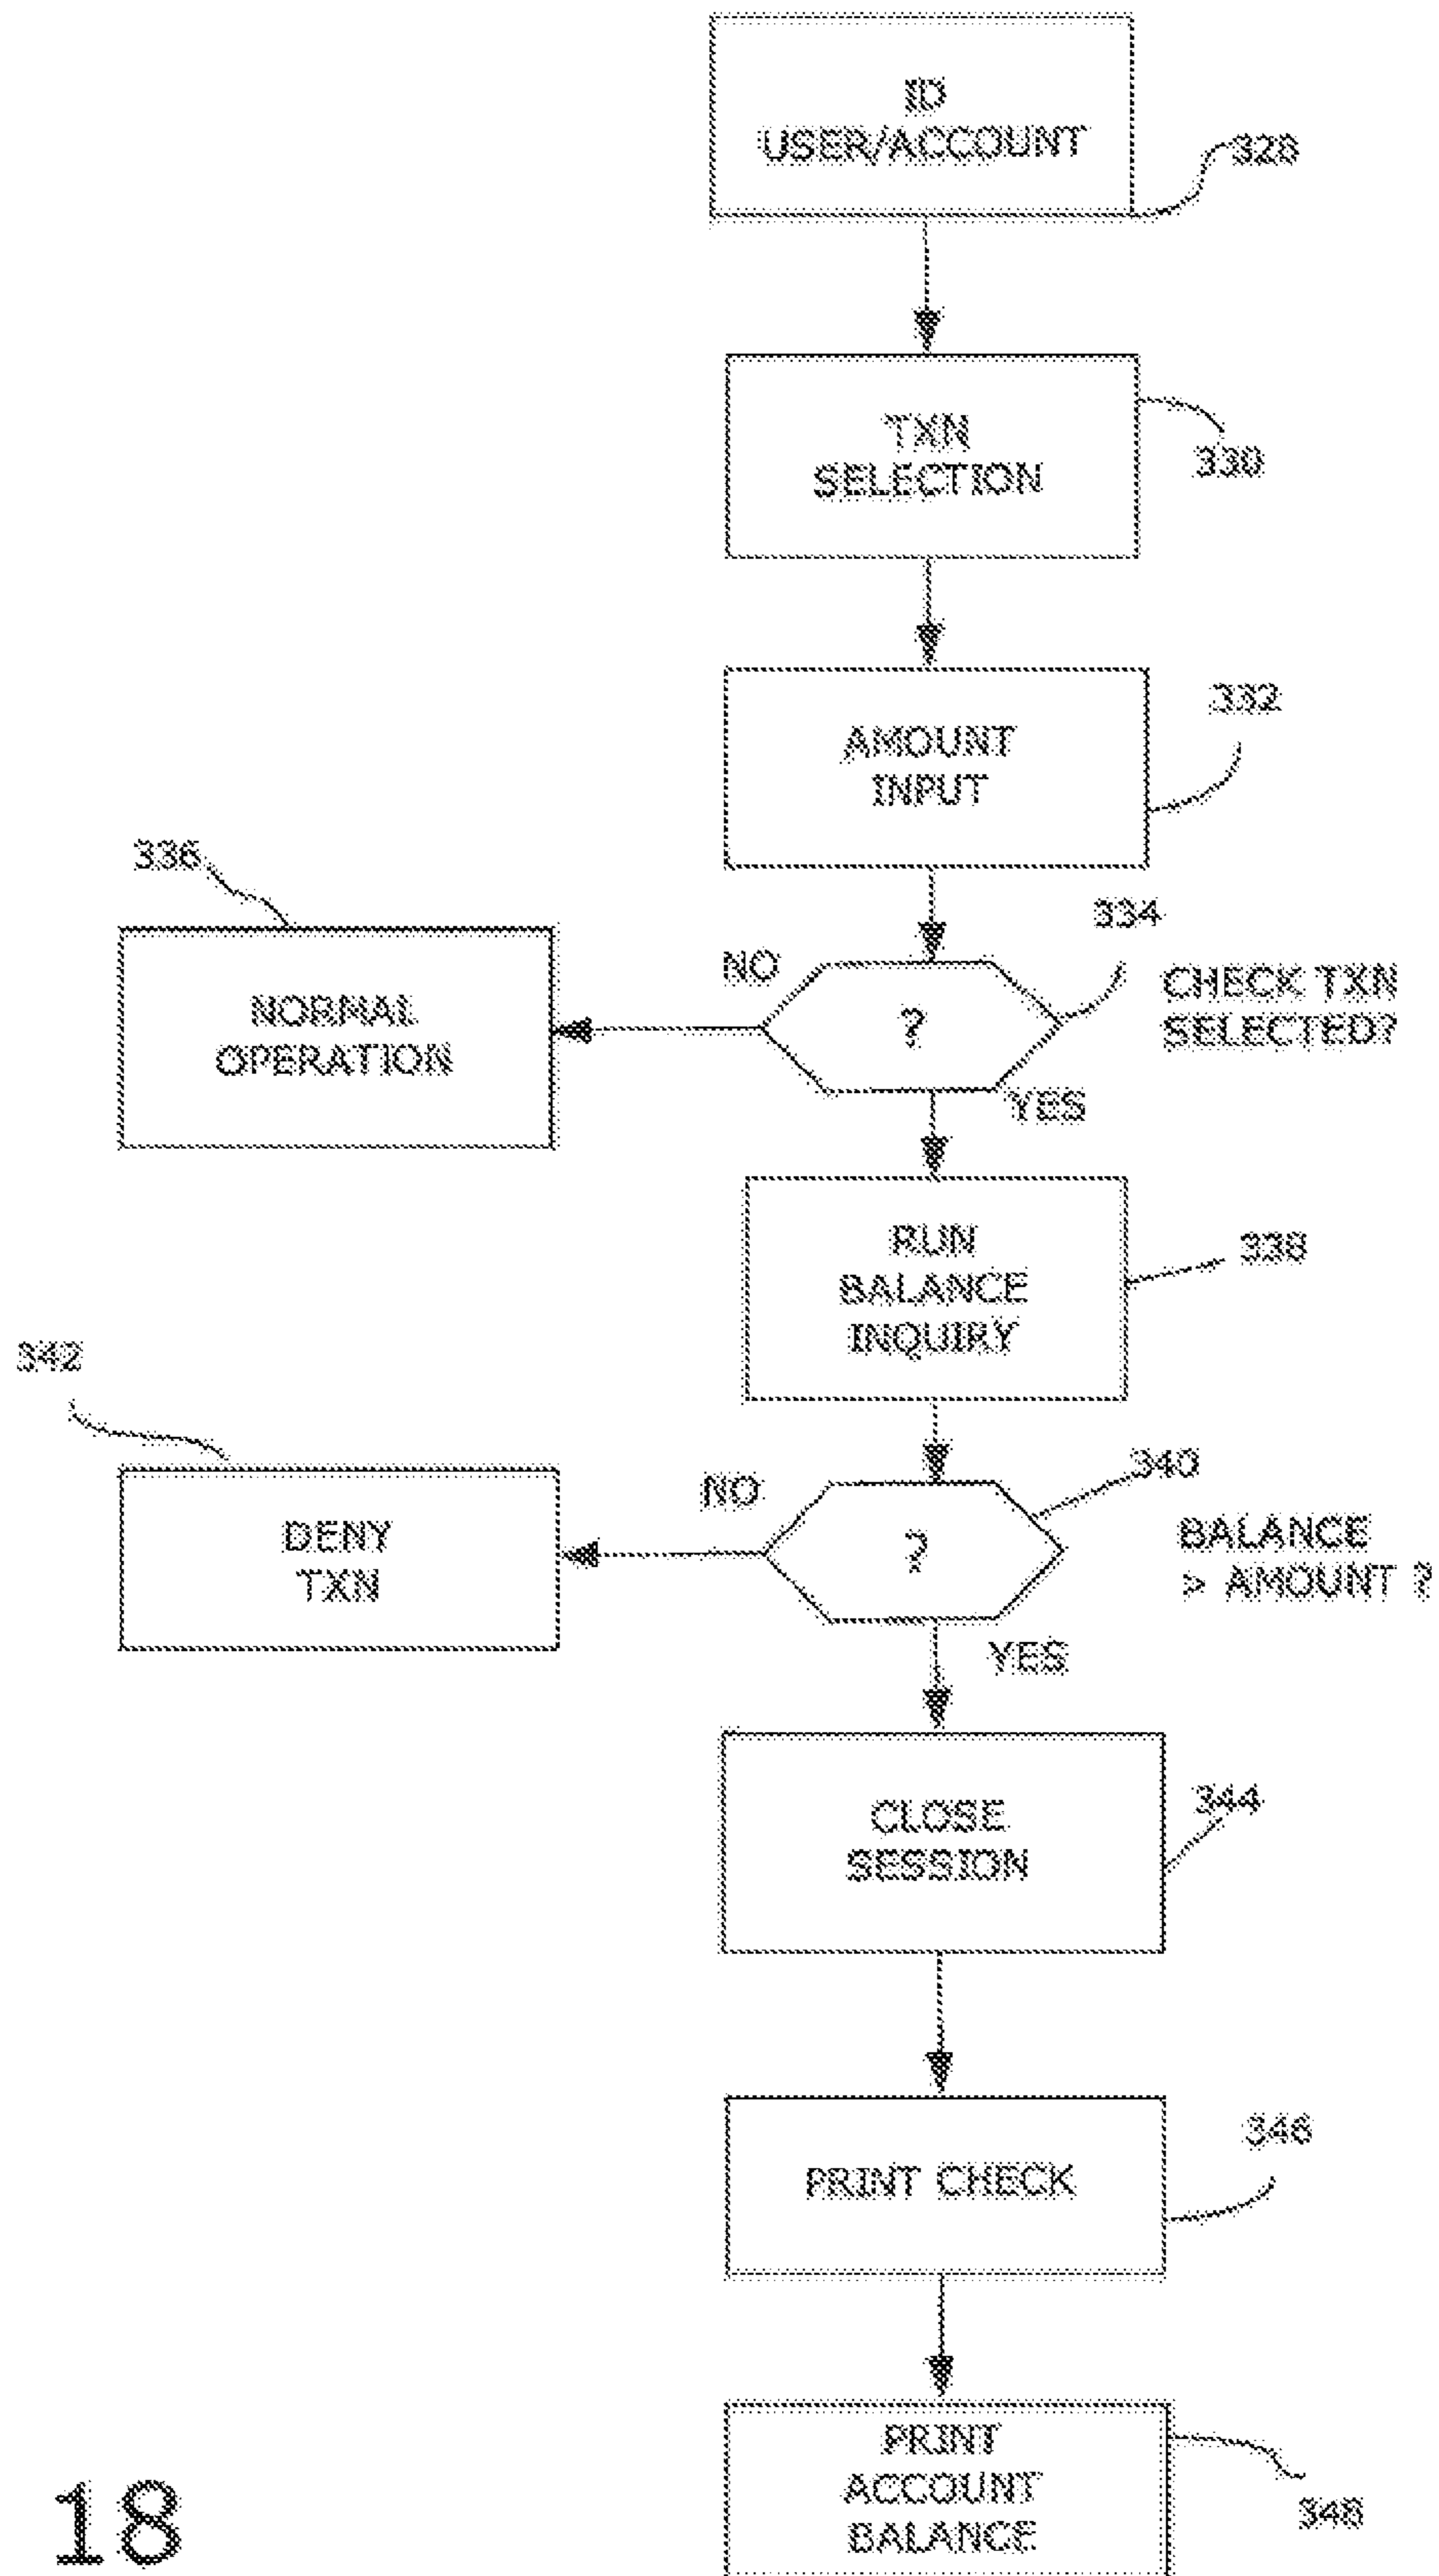 ID
USER/ACCOUNT
328
TXN
SELECTION
330
AMOUNT
INPUT
332
336
NORMAL
OPERATION
NO
?
334
CHECK TXN
SELECTED?
YES
RUN
BALANCE
INQUIRY
338
342
DENY
TXN
NO
?
340
BALANCE
> AMOUNT ?
YES
CLOSE
SESSION
344
PRINT CHECK
346
PRINT
ACCOUNT
BALANCE
348
18